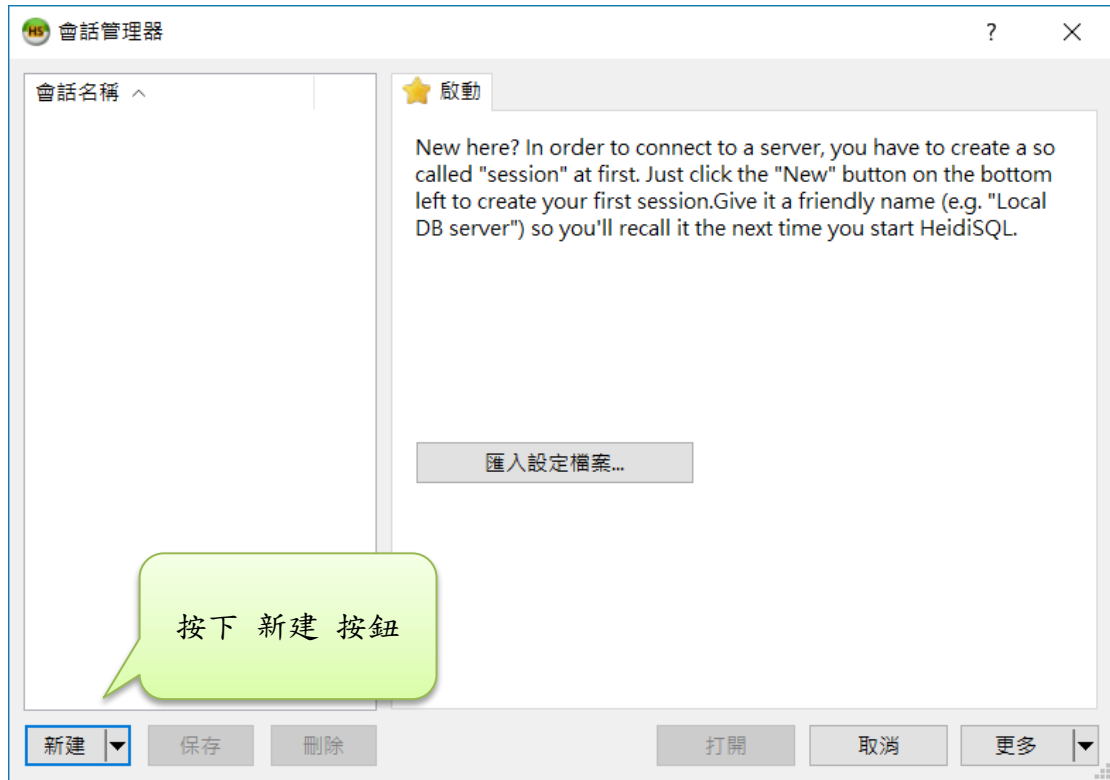 HS 會話管理器 ?
會話名稱
啟動
New here? In order to connect to a server, you have to create a so
called "session" at first. Just click the "New" button on the bottom
left to create your first session.Give it a friendly name (e.g. "Local
DB server") so you'll recall it the next time you start HeidiSQL.
匯入設定檔案...
按下 新建 按鈕
新建 保存 刪除 打開 取消 更多